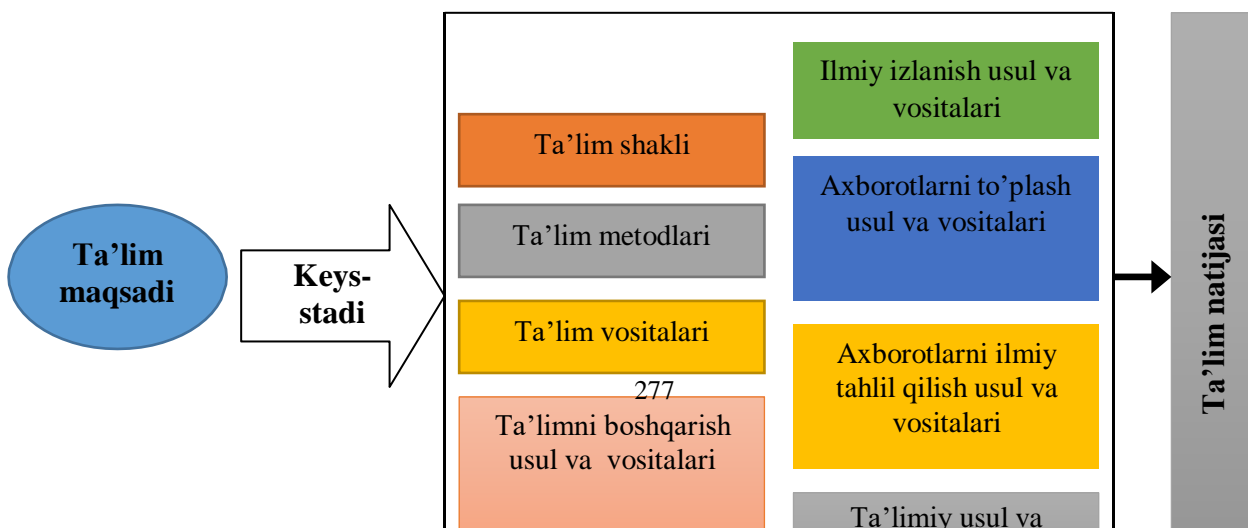 Ta’lim
maqsadi
Keys-
stadi
Ta’lim shakli
Ta’lim metodlari
Ta’lim vositalari
277
Ta’limni boshqarish
usul va vositalari
Ilmiy izlanish usul va
vositalari
Axborotlarni to’plash
usul va vositalari
Axborotlarni ilmiy
tahlil qilish usul va
vositalari
Ta’limiy usul va
Ta’lim natijasi